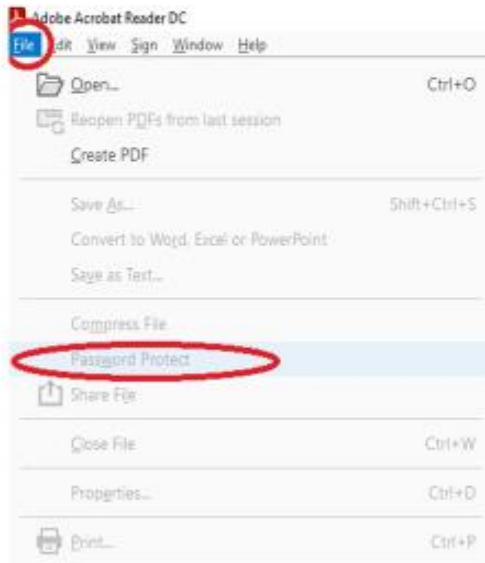 Adobe Acrobat Reader DC
File Edit View Sign Window Help
Open... Ctrl+O
Reopen PDFs from last session
Create PDF
Save As... Shift+Ctrl+S
Convert to Word, Excel or PowerPoint
Save as Text...
Compress File
Password Protect
Share File
Close File Ctrl+W
Properties... Ctrl+D
Print... Ctrl+P